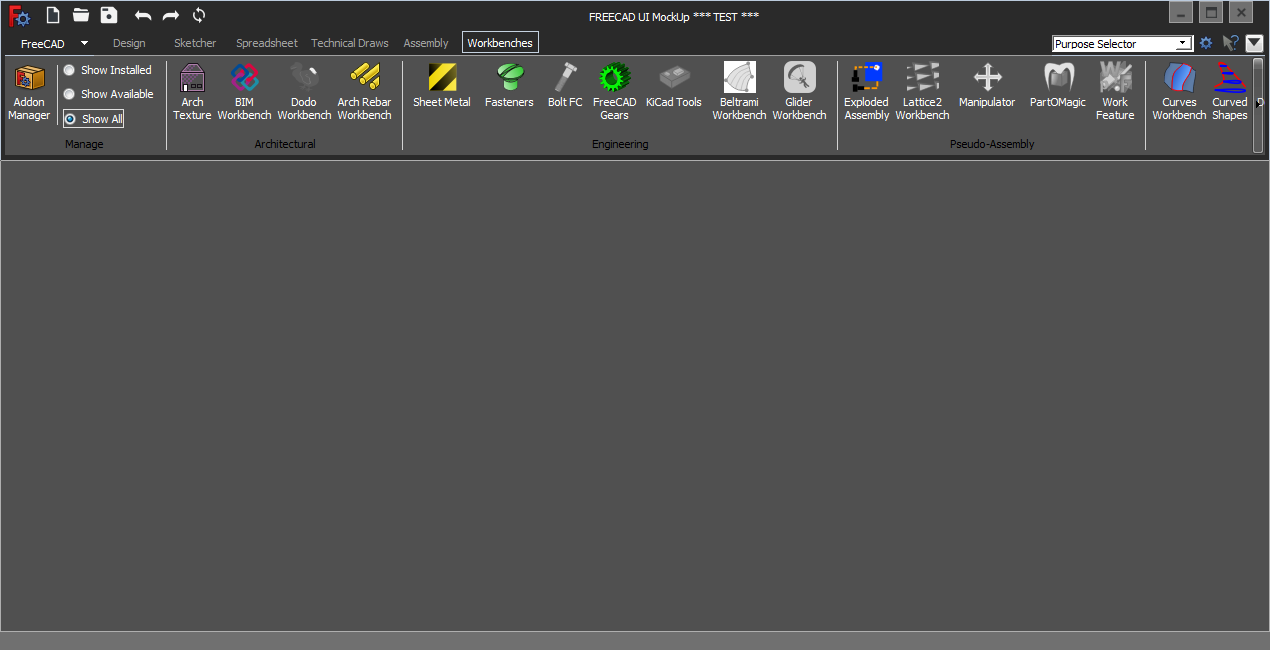 FREECAD UI MockUp *** TEST ***
FreeCAD Design Sketcher Spreadsheet Technical Draws Assembly Workbenches Purpose Selector
Addon Manager
Show Installed
Show Available
Show All
Manage
Arch Texture
BIM Workbench
Dodo Workbench
Arch Rebar Workbench
Architectural
Sheet Metal
Fasteners
Bolt FC
FreeCAD Gears
KiCad Tools
Beltrami Workbench
Glider Workbench
Engineering
Exploded Assembly
Lattice2 Workbench
Manipulator
PartOMagic
Work Feature
Pseudo-Assembly
Curves Workbench
Curved Shapes